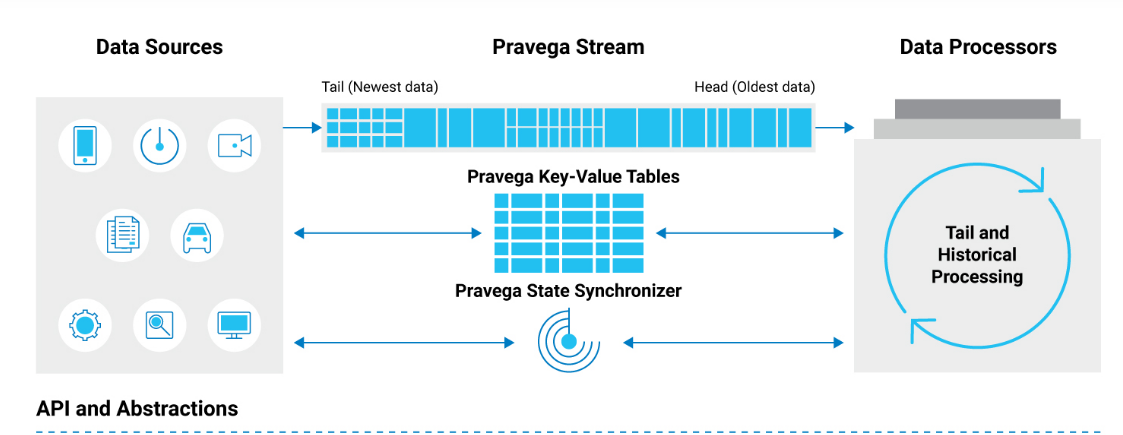 Data Sources
Pravega Stream
Data Processors
Tail (Newest data)
Head (Oldest data)
Pravega Key-Value Tables
Tail and
Historical
Processing
Pravega State Synchronizer
API and Abstractions